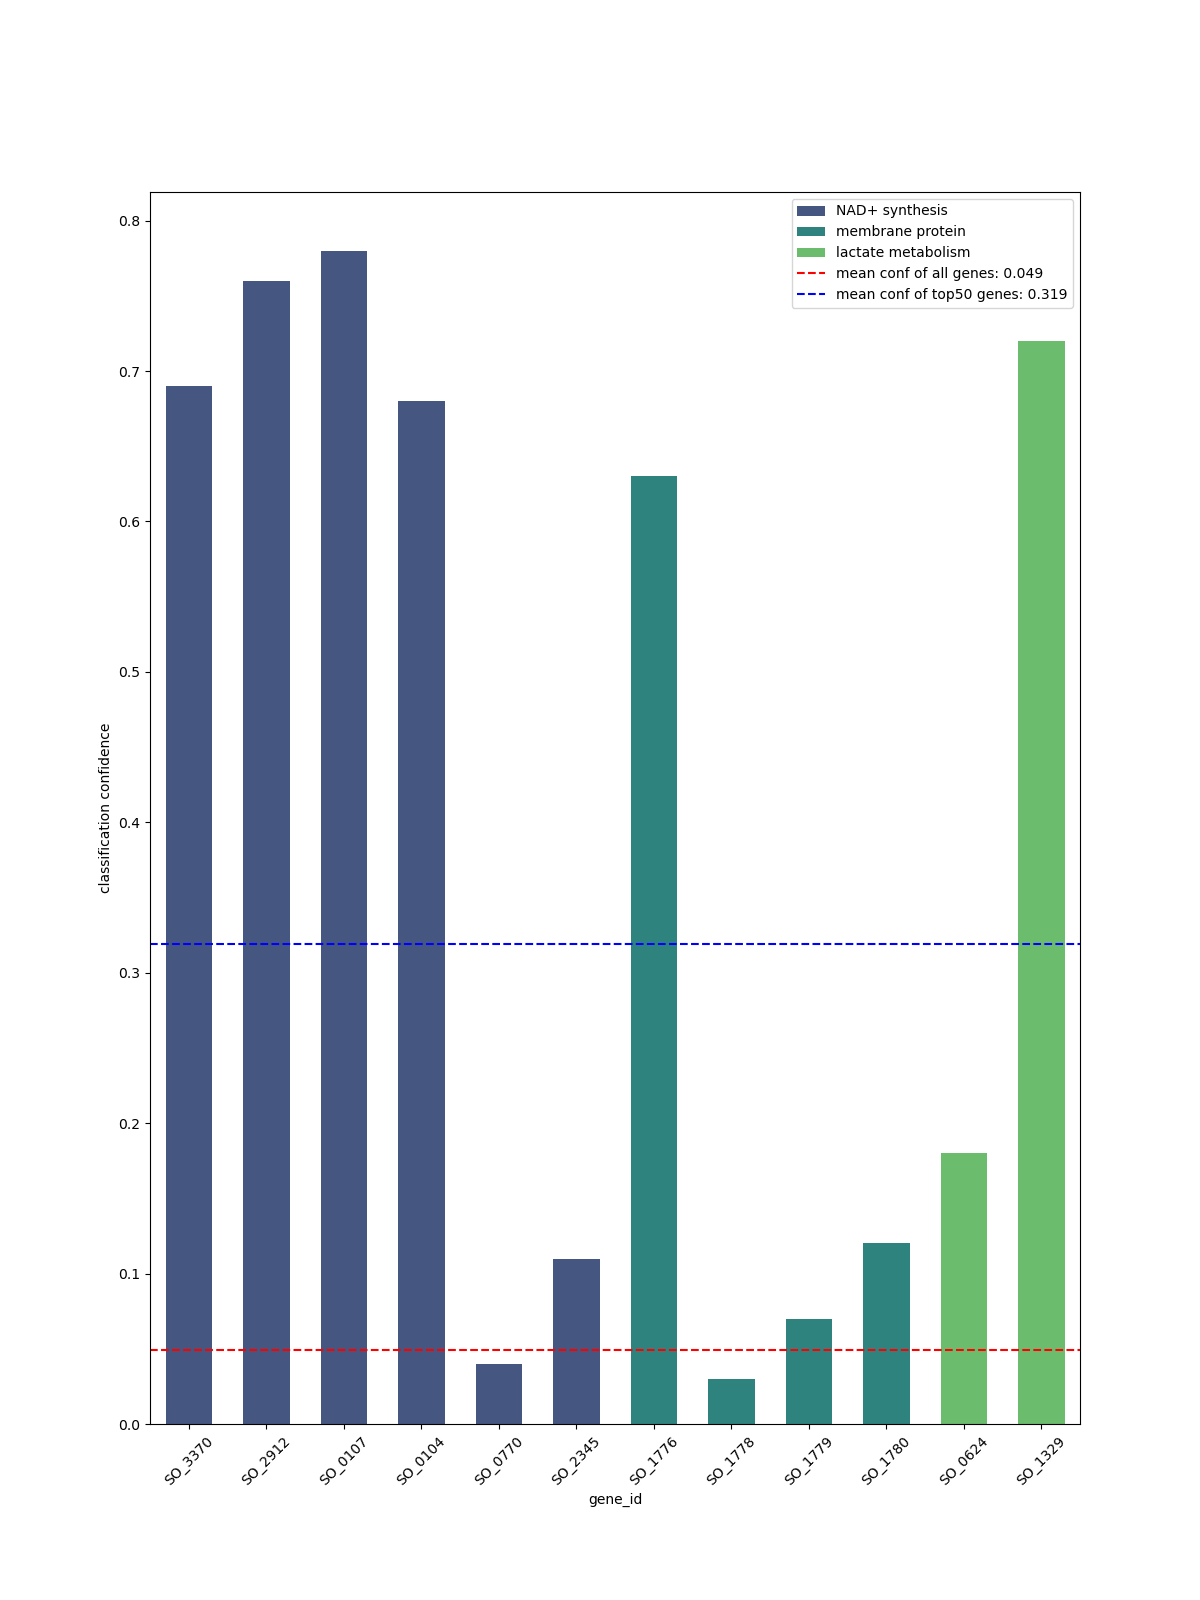 NAD+ synthesis
membrane protein
lactate metabolism
mean conf of all genes: 0.049
mean conf of top50 genes: 0.319
0.8
0.7
0.6
0.5
0.4
0.3
0.2
0.1
0.0
classification confidence
SO_3370
SO_2912
SO_0107
SO_0104
SO_0770
SO_2345
SO_1776
SO_1778
SO_1779
SO_1780
SO_0624
SO_1329
gene_id